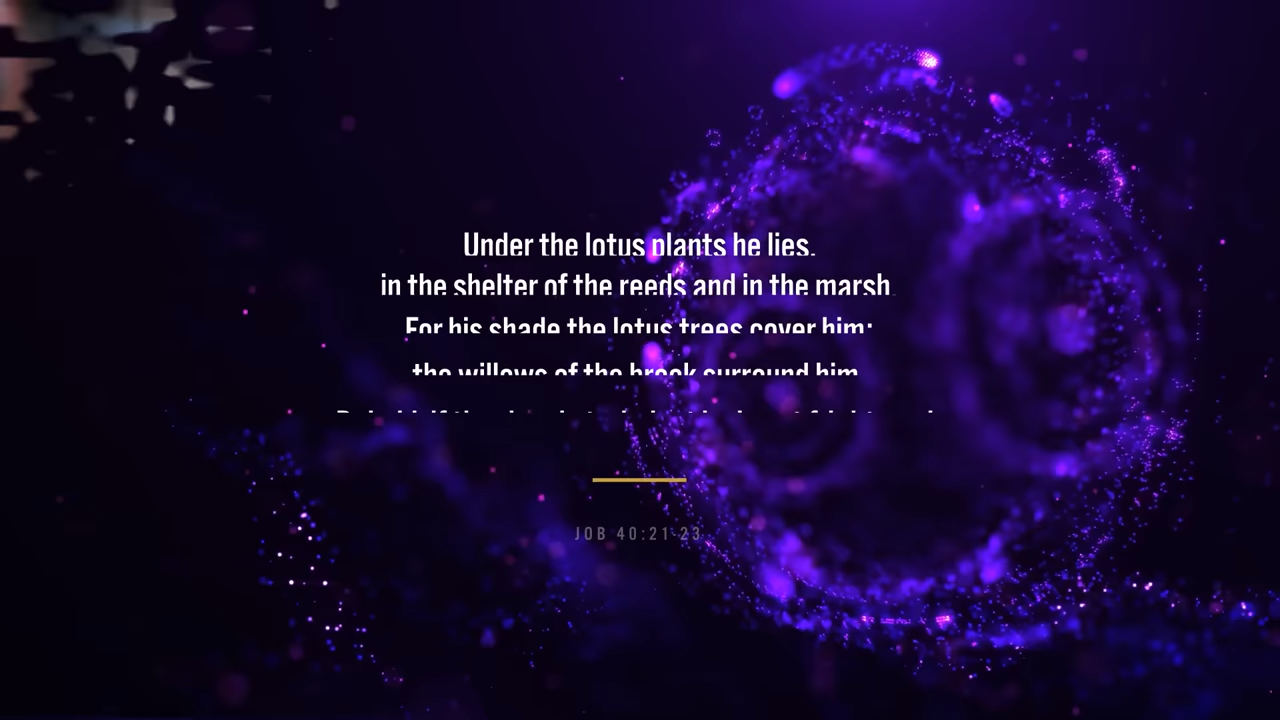 Under the lotus plants he lies,
in the shelter of the reeds and in the marsh
For his shade the lotus trees cover him;
the willows of the brook surround him
JOB 40:21-23